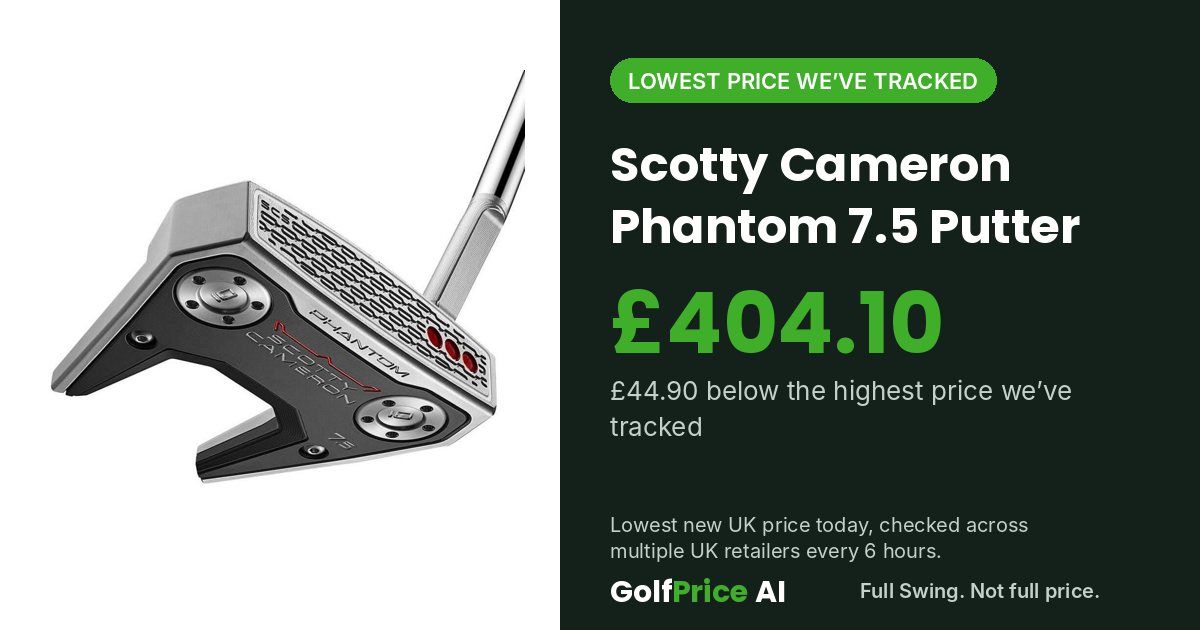 LOWEST PRICE WE’VE TRACKED
Scotty Cameron
Phantom 7.5 Putter
£404.10
£44.90 below the highest price we’ve
tracked
Lowest new UK price today, checked across
multiple UK retailers every 6 hours.
GolfPrice AI
Full Swing. Not full price.
PHANTOM
SCOTTY
CAMERON
7.5
10